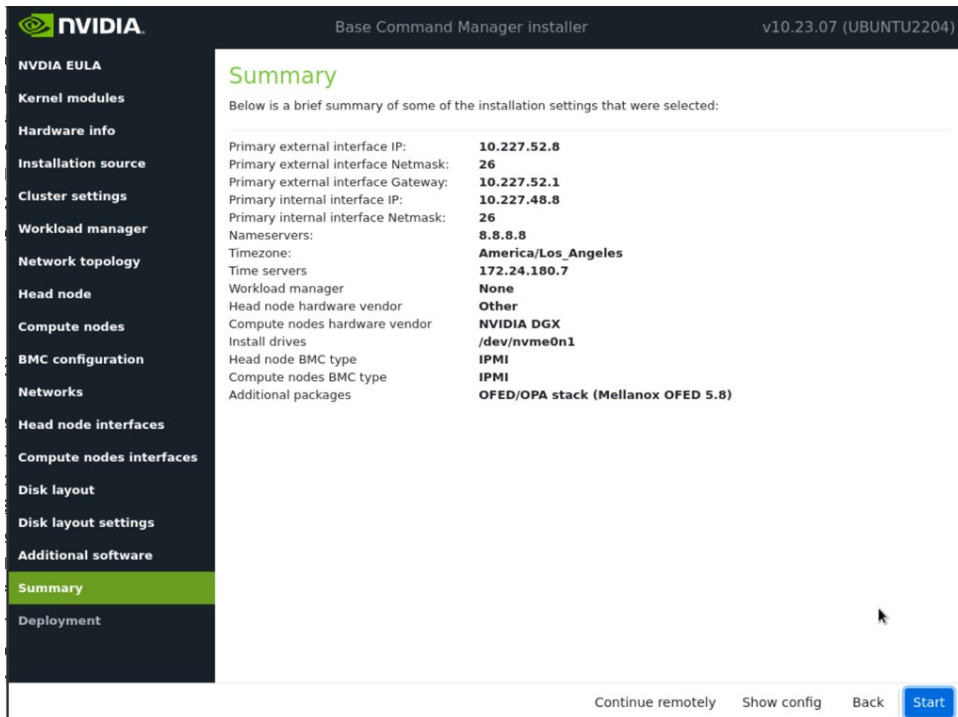 NVIDIA.
Base Command Manager installer
v10.23.07 (UBUNTU2204)
NVDIA EULA
Kernel modules
Hardware info
Installation source
Cluster settings
Workload manager
Network topology
Head node
Compute nodes
BMC configuration
Networks
Head node interfaces
Compute nodes interfaces
Disk layout
Disk layout settings
Additional software
Summary
Deployment
Summary
Below is a brief summary of some of the installation settings that were selected:
Primary external interface IP: 10.227.52.8
Primary external interface Netmask: 26
Primary external interface Gateway: 10.227.52.1
Primary internal interface IP: 10.227.48.8
Primary internal interface Netmask: 26
Nameservers: 8.8.8.8
Timezone: America/Los_Angeles
Time servers 172.24.180.7
Workload manager None
Head node hardware vendor Other
Compute nodes hardware vendor NVIDIA DGX
Install drives /dev/nvme0n1
Head node BMC type IPMI
Compute nodes BMC type IPMI
Additional packages OFED/OPA stack (Mellanox OFED 5.8)
Continue remotely Show config Back Start